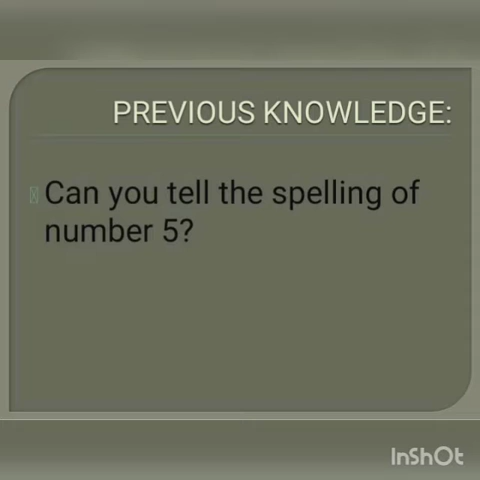 PREVIOUS KNOWLEDGE:
Can you tell the spelling of
number 5?
InShOt